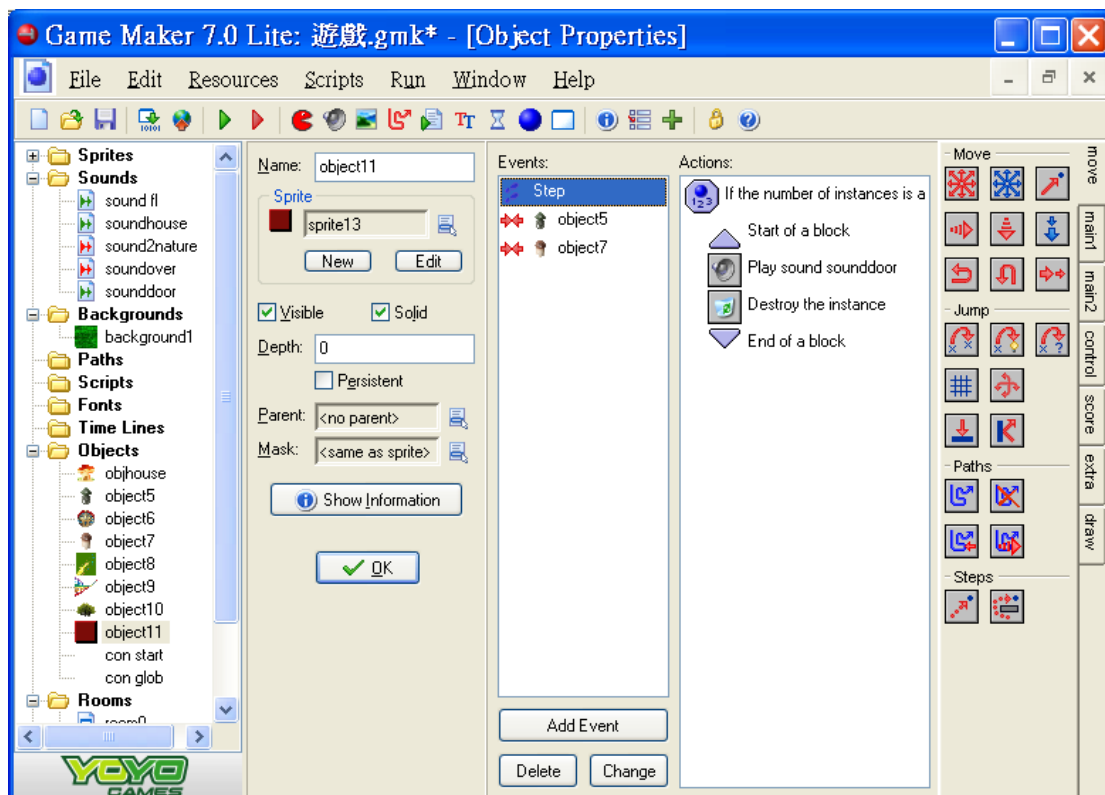 Game Maker 7.0 Lite: 遊戲.gmk* - [Object Properties]
File Edit Resources Scripts Run Window Help
Sprites
Sounds
sound fl
soundhouse
sound2nature
soundover
sounddoor
Backgrounds
background1
Paths
Scripts
Fonts
Time Lines
Objects
objhouse
object5
object6
object7
object8
object9
object10
object11
con start
con glob
Rooms
room0
YOYO
GAMES
Name: object11
Sprite
sprite13
New Edit
Visible Solid
Depth: 0
Persistent
Parent: <no parent>
Mask: <same as sprite>
Show Information
OK
Events:
Step
object5
object7
Add Event
Delete Change
Actions:
If the number of instances is a
Start of a block
Play sound sounddoor
Destroy the instance
End of a block
Move
Jump
Paths
Steps
move
main1
main2
control
score
extra
draw